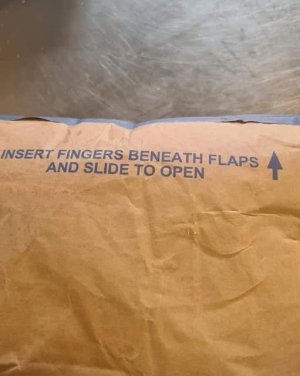 INSERT FINGERS BENEATH FLAPS
AND SLIDE TO OPEN